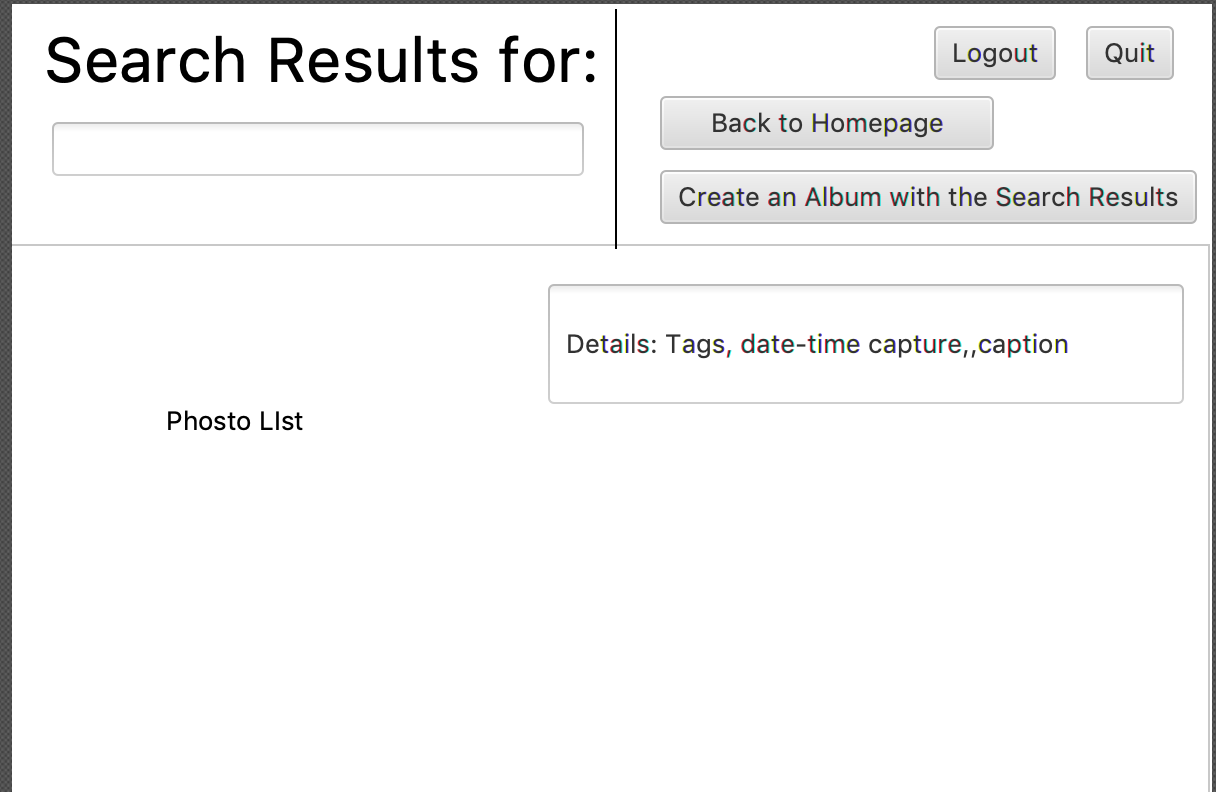 Search Results for:
Logout
Quit
Back to Homepage
Create an Album with the Search Results
Details: Tags, date-time capture,,caption
Phosto LIst